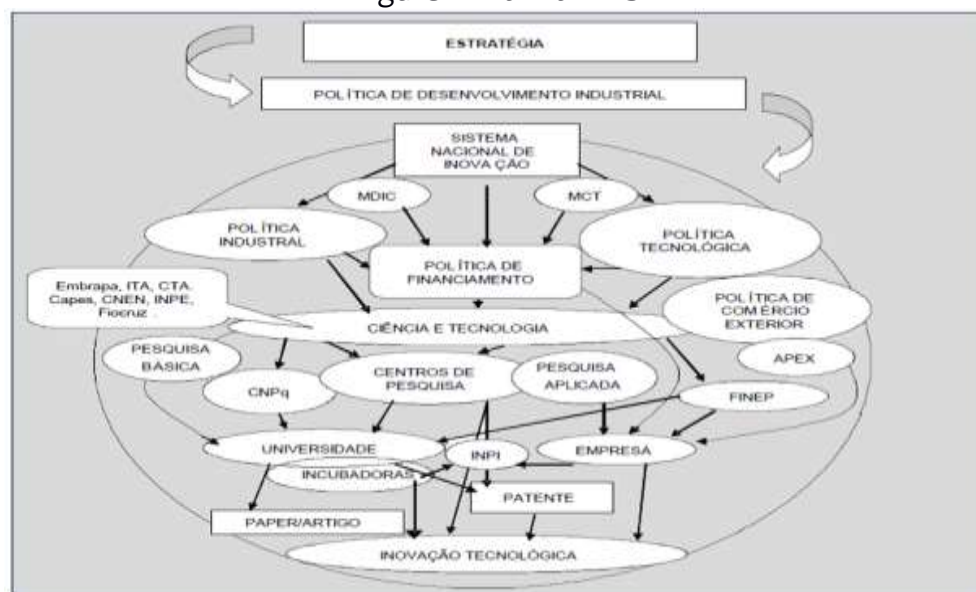 ESTRATÉGIA
POLÍTICA DE DESENVOLVIMENTO INDUSTRIAL
SISTEMA
NACIONAL DE
INOVAÇÃO
MDIC
MCT
POLÍTICA
INDUSTRIAL
POLÍTICA
TECNOLÓGICA
POLÍTICA DE
FINANCIAMENTO
Embrapa, ITA, CTA.
Capes, CNEN, INPE,
Fiocruz .
POLÍTICA DE
COMÉRCIO
EXTERIOR
CIÊNCIA E TECNOLOGIA
PESQUISA
BÁSICA
CENTROS DE
PESQUISA
PESQUISA
APLICADA
APEX
CNPq
FINEP
UNIVERSIDADE
INPI
EMPRESA
INCUBADORAS
PATENTE
PAPER/ARTIGO
INOVAÇÃO TECNOLÓGICA